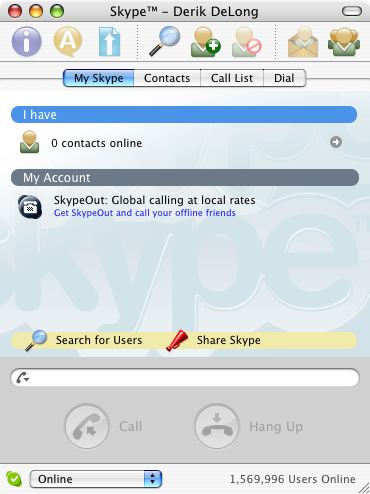 Skype™ – Derik DeLong
My Skype Contacts Call List Dial
I have
0 contacts online
My Account
SkypeOut: Global calling at local rates
Get SkypeOut and call your offline friends
skype™
Search for Users Share Skype
Call Hang Up
Online 1,569,996 Users Online